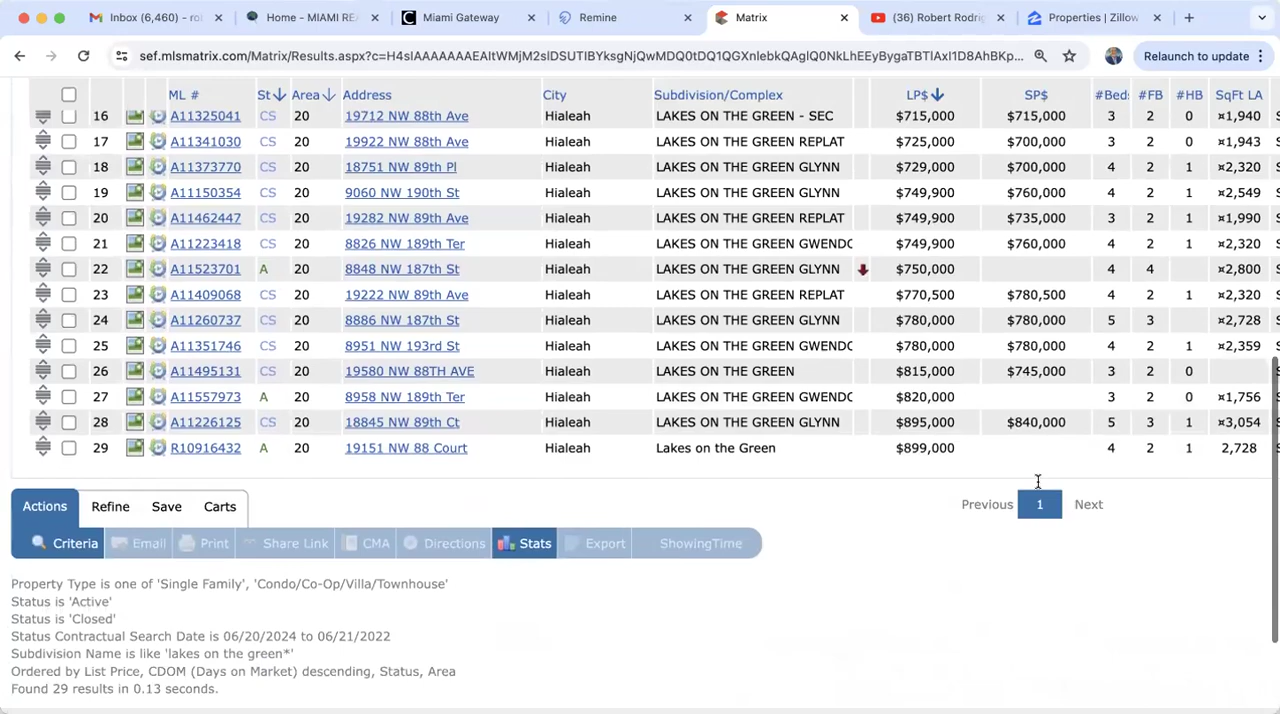 Inbox (6,460) - ro
Home - MIAMI RE
Miami Gateway
Remine
Matrix
(36) Robert Rodrig
Properties | Zillow
sef.mlsmatrix.com/Matrix/Results.aspx?c=H4sIAAAAAAAEAItWMjM2slDSUTIBYksgNjQwMDQ0tDQ1QGXnlebkQAglQ0NkLhEEyBygaTBTIAxI1D8AhBKp...
Relaunch to update
ML # St Area Address City Subdivision/Complex LP$ SP$ #Beds #FB #HB SqFt LA
16 A11325041 CS 20 19712 NW 88th Ave Hialeah LAKES ON THE GREEN - SEC $715,000 $715,000 3 2 0 ¤1,940
17 A11341030 CS 20 19922 NW 88th Ave Hialeah LAKES ON THE GREEN REPLAT $725,000 $700,000 3 2 0 ¤1,943
18 A11373770 CS 20 18751 NW 89th Pl Hialeah LAKES ON THE GREEN GLYNN $729,000 $700,000 4 2 1 ¤2,320
19 A11150354 CS 20 9060 NW 190th St Hialeah LAKES ON THE GREEN GLYNN $749,900 $760,000 4 2 1 ¤2,549
20 A11462447 CS 20 19282 NW 89th Ave Hialeah LAKES ON THE GREEN REPLAT $749,900 $735,000 3 2 1 ¤1,990
21 A11223418 CS 20 8826 NW 189th Ter Hialeah LAKES ON THE GREEN GWENDO $749,900 $760,000 4 2 1 ¤2,320
22 A11523701 A 20 8848 NW 187th St Hialeah LAKES ON THE GREEN GLYNN $750,000 4 4 ¤2,800
23 A11409068 CS 20 19222 NW 89th Ave Hialeah LAKES ON THE GREEN REPLAT $770,500 $780,500 4 2 1 ¤2,320
24 A11260737 CS 20 8886 NW 187th St Hialeah LAKES ON THE GREEN GLYNN $780,000 $780,000 5 3 ¤2,728
25 A11351746 CS 20 8951 NW 193rd St Hialeah LAKES ON THE GREEN GWENDO $780,000 $780,000 4 2 1 ¤2,359
26 A11495131 CS 20 19580 NW 88TH AVE Hialeah LAKES ON THE GREEN $815,000 $745,000 3 2 0
27 A11557973 A 20 8958 NW 189th Ter Hialeah LAKES ON THE GREEN GWENDO $820,000 3 2 0 ¤1,756
28 A11226125 CS 20 18845 NW 89th Ct Hialeah LAKES ON THE GREEN GLYNN $895,000 $840,000 5 3 1 ¤3,054
29 R10916432 A 20 19151 NW 88 Court Hialeah Lakes on the Green $899,000 4 2 1 2,728
Actions Refine Save Carts
Previous 1 Next
Criteria Email Print Share Link CMA Directions Stats Export ShowingTime
Property Type is one of 'Single Family', 'Condo/Co-Op/Villa/Townhouse'
Status is 'Active'
Status is 'Closed'
Status Contractual Search Date is 06/20/2024 to 06/21/2022
Subdivision Name is like 'lakes on the green*'
Ordered by List Price, CDOM (Days on Market) descending, Status, Area
Found 29 results in 0.13 seconds.